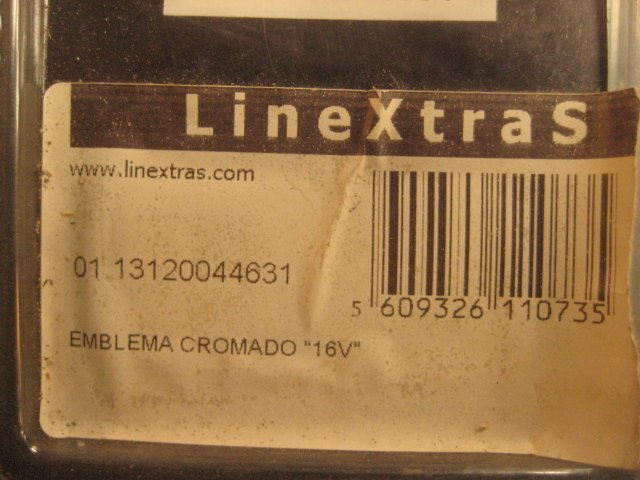 LineXtraS
www.linextras.com
01 13120044631
5 609326 110735
EMBLEMA CROMADO "16V"